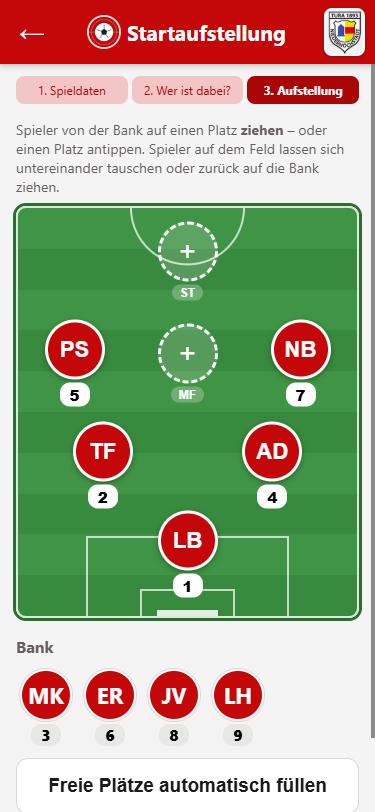 ← Startaufstellung
TURA 1893
NIEDERHÖCHSTADT
1. Spieldaten 2. Wer ist dabei? 3. Aufstellung
Spieler von der Bank auf einen Platz ziehen – oder
einen Platz antippen. Spieler auf dem Feld lassen sich
untereinander tauschen oder zurück auf die Bank
ziehen.
+
ST
PS + NB
5 MF 7
TF AD
2 4
LB
1
Bank
MK ER JV LH
3 6 8 9
Freie Plätze automatisch füllen